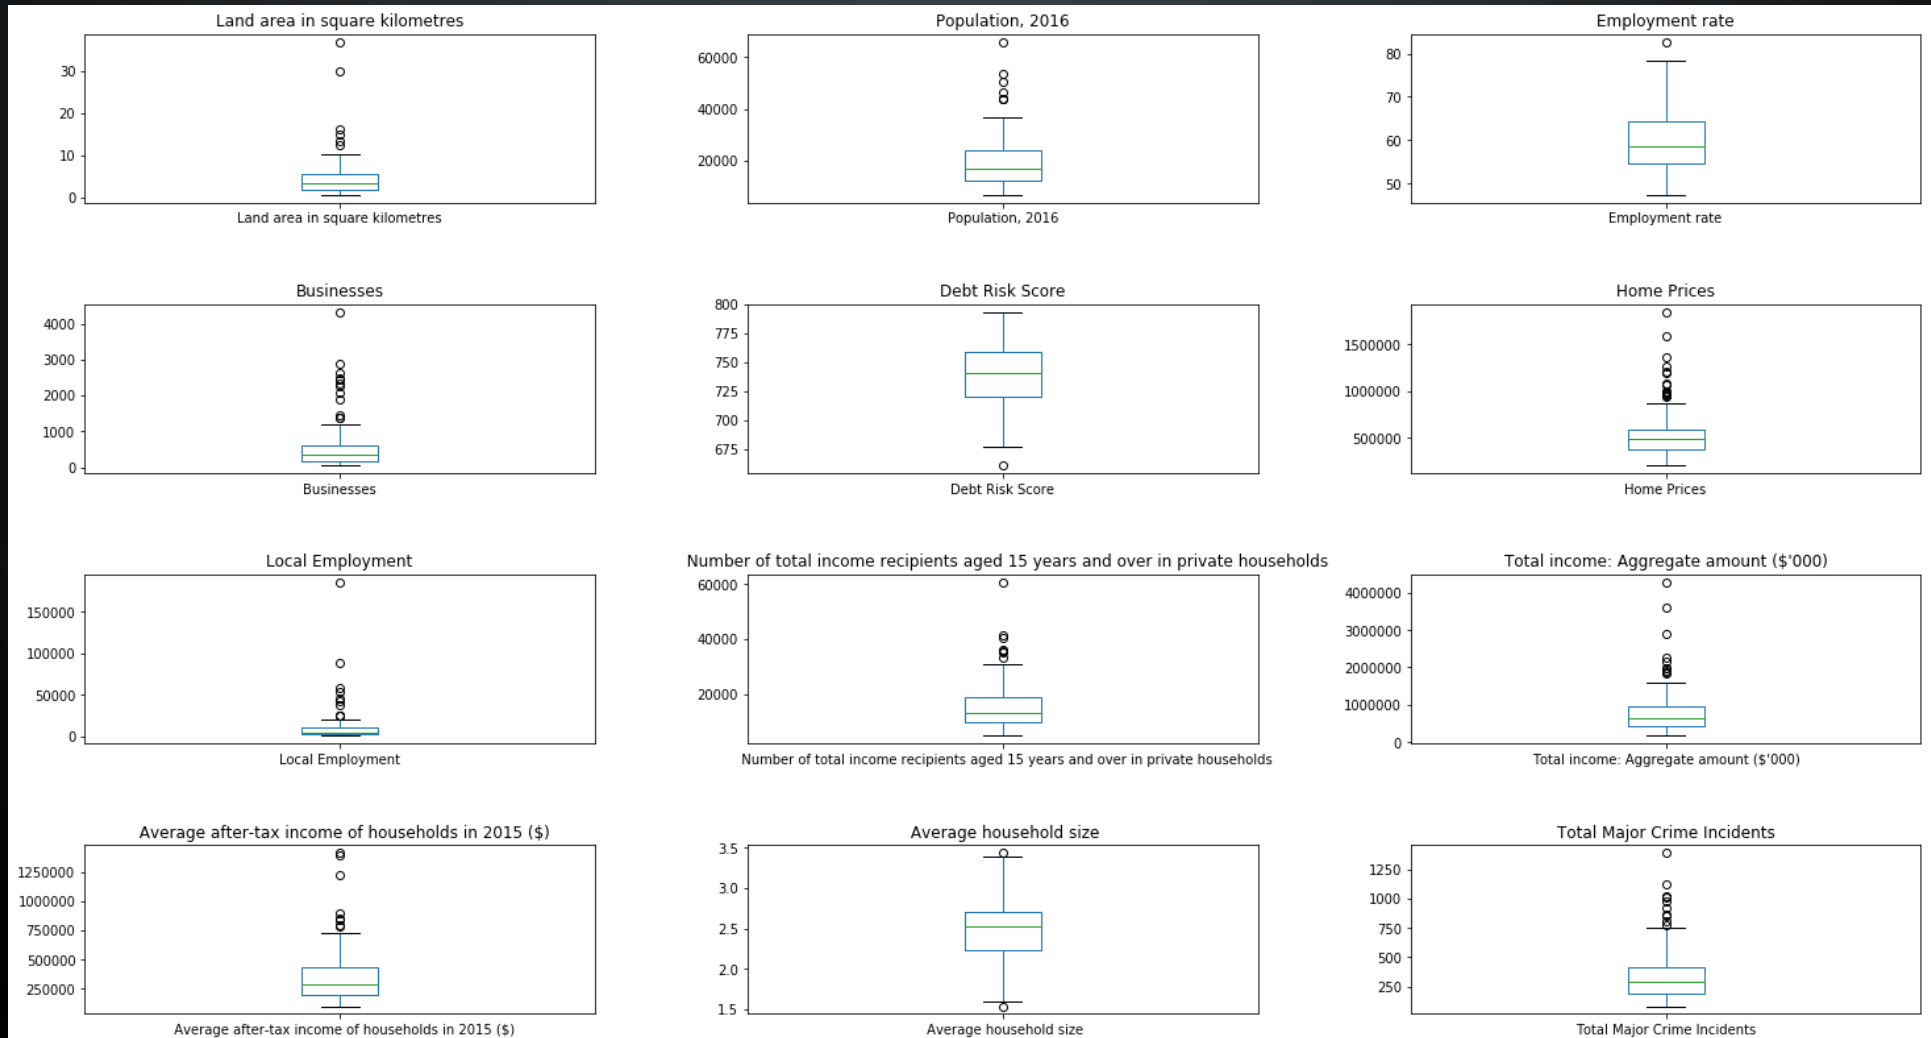 Land area in square kilometres
30
20
10
0
Land area in square kilometres
Population, 2016
60000
40000
20000
Population, 2016
Employment rate
80
70
60
50
Employment rate
Businesses
4000
3000
2000
1000
0
Businesses
Debt Risk Score
800
775
750
725
700
675
Debt Risk Score
Home Prices
1500000
1000000
500000
Home Prices
Local Employment
150000
100000
50000
0
Local Employment
Number of total income recipients aged 15 years and over in private households
60000
40000
20000
Number of total income recipients aged 15 years and over in private households
Total income: Aggregate amount ($'000)
4000000
3000000
2000000
1000000
0
Total income: Aggregate amount ($'000)
Average after-tax income of households in 2015 ($)
1250000
1000000
750000
500000
250000
Average after-tax income of households in 2015 ($)
Average household size
3.5
3.0
2.5
2.0
1.5
Average household size
Total Major Crime Incidents
1250
1000
750
500
250
Total Major Crime Incidents